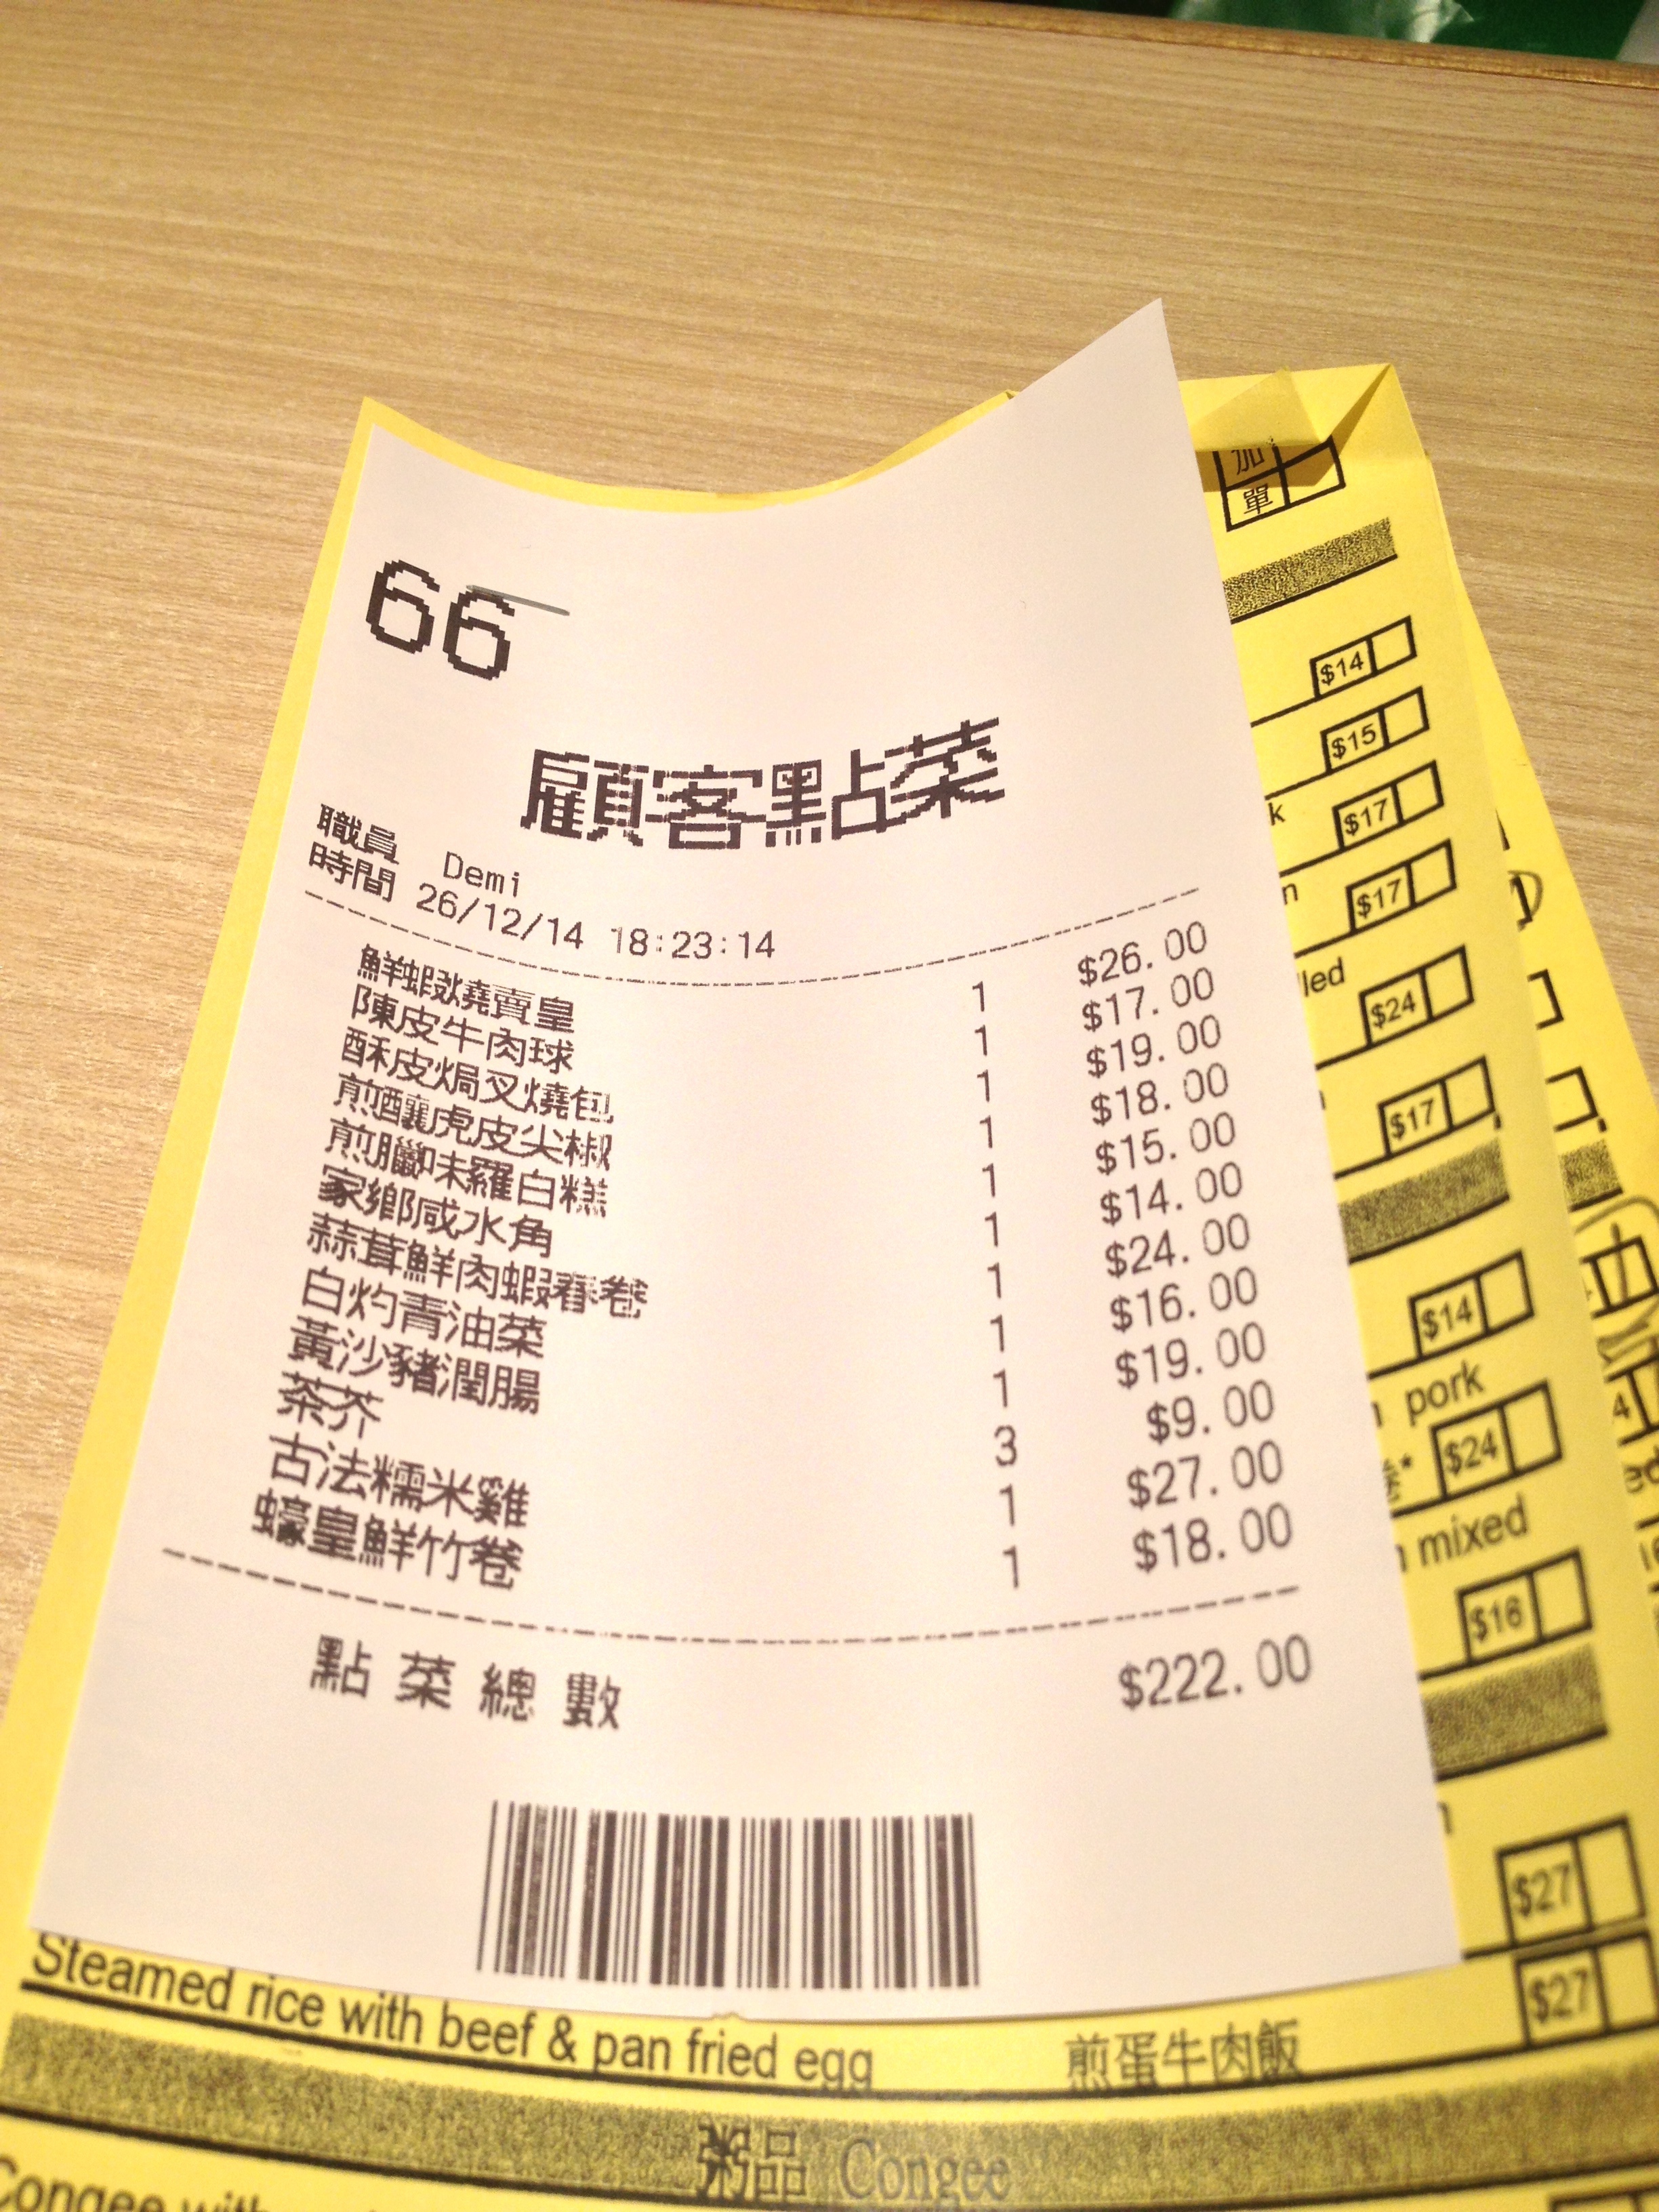 66
顧客點菜
職員 Demi
時間 26/12/14 18:23:14
鮮蝦滎燒賣皇 1 $26.00
陳皮牛肉球 1 $17.00
酥皮焗叉燒包 1 $19.00
煎釀虎皮尖椒 1 $18.00
煎臘味羅白糕 1 $15.00
家鄉咸水角 1 $14.00
蒜茸鮮肉蝦春卷 1 $24.00
白灼青油菜 1 $16.00
黃沙豬潤腸 1 $19.00
茶芥 3 $9.00
古法糯米雞 1 $27.00
蠔皇鮮竹卷 1 $18.00
點菜總數 $222.00
加
單
$14
$15
$17
$17
led
$24
$17
$14
pork
$24
mixed
$16
$27
$27
Steamed rice with beef & pan fried egg 煎蛋牛肉飯
粥品 Congee
Congee